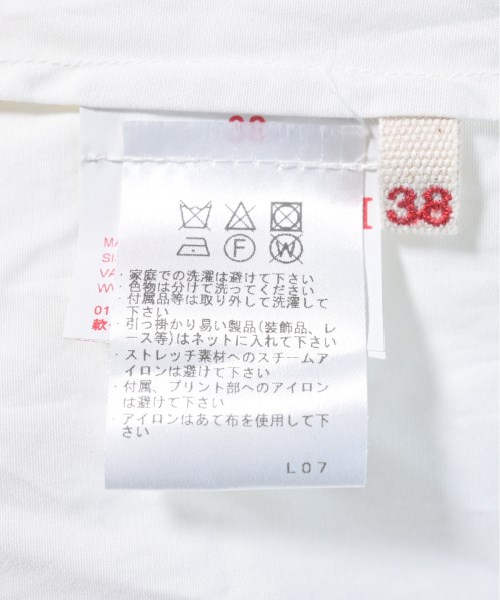 38
38
MA
SI
VA
W
F
W
・家庭での洗濯は避けて下さい
・色物は分けて洗ってください
・付属品等は取り外して洗濯して
下さい
・引っ掛かり易い製品(装飾品、レ
ース等)はネットに入れて下さい
・ストレッチ素材へのスチームア
イロンは避けて下さい
・付属、プリント部へのアイロン
は避けて下さい
・アイロンはあて布を使用して下
さい
01
軟
L07